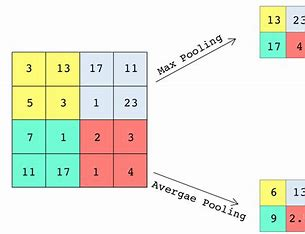 3 13 17 11
5 3 1 23
7 1 2 3
11 17 1 4
Max Pooling
13 23
17 4
Avergae Pooling
6 13
9 2.